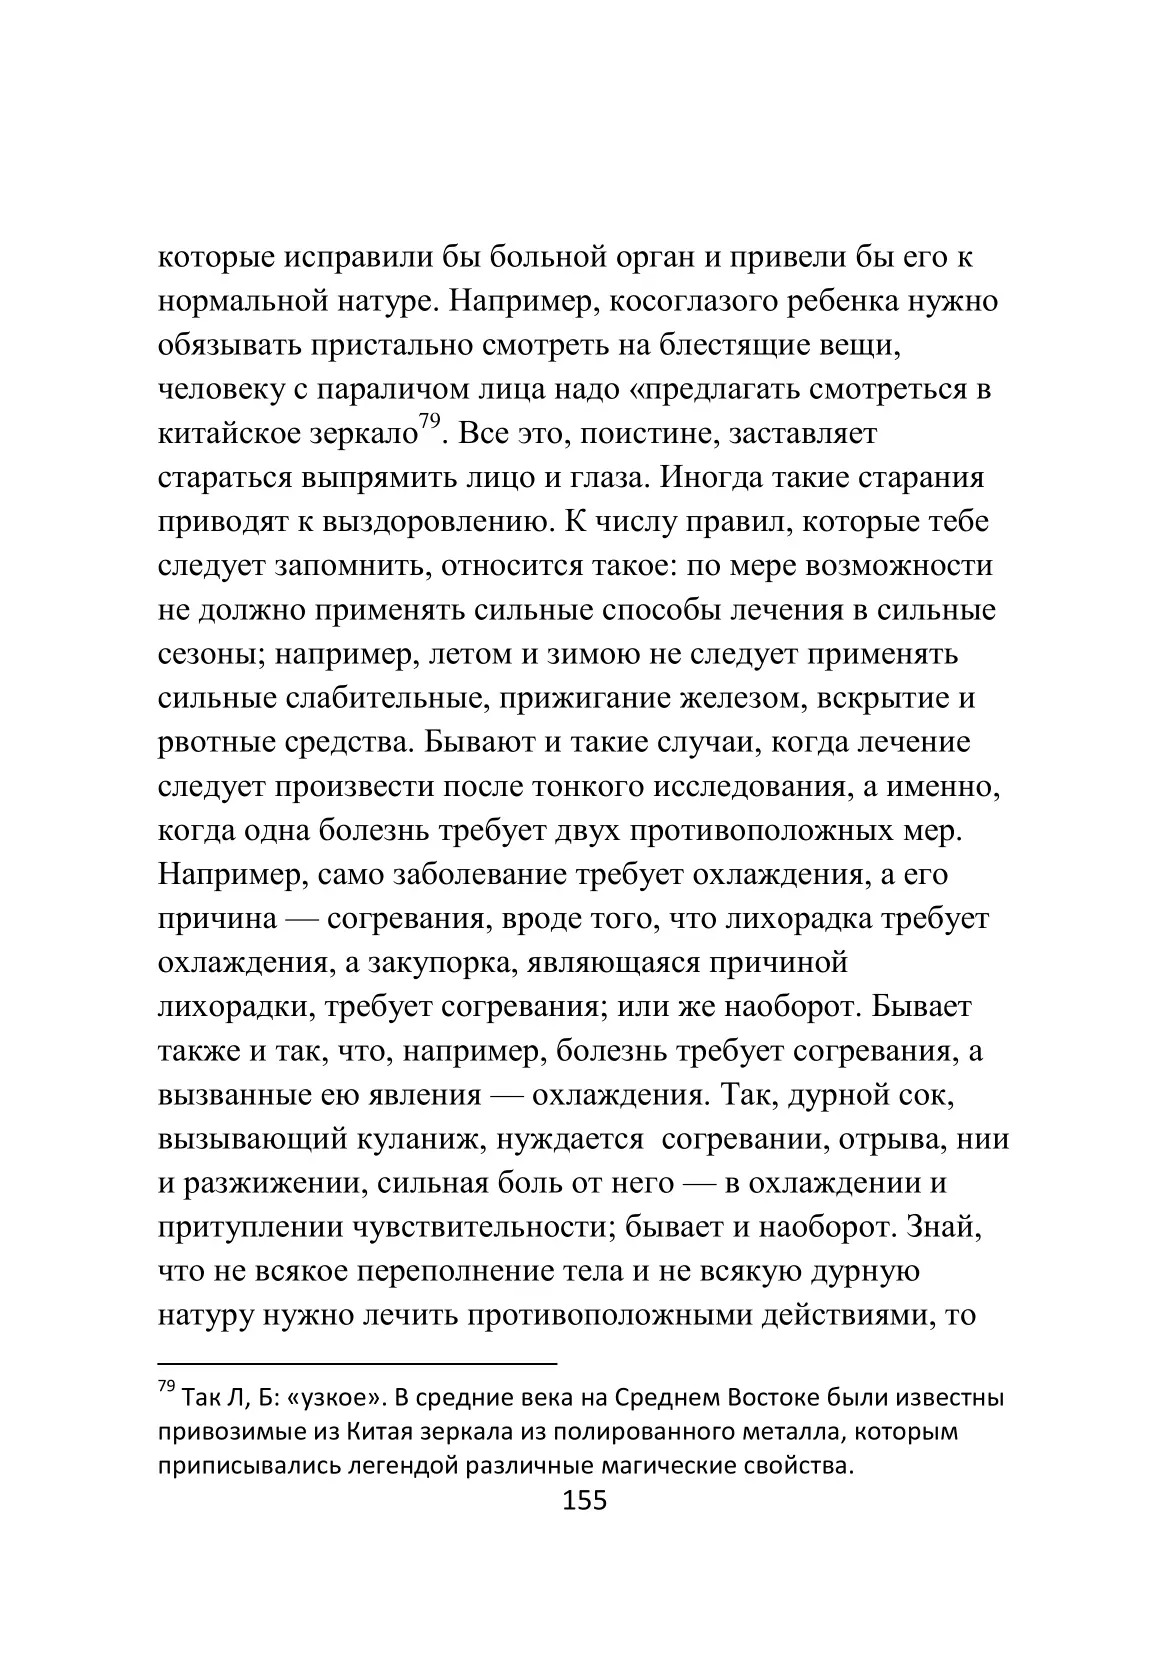 которые исправили бы больной орган и привели бы его к
нормальной натуре. Например, косоглазого ребенка нужно
обязывать пристально смотреть на блестящие вещи,
человеку с параличом лица надо «предлагать смотреться в
китайское зеркало79. Все это, поистине, заставляет
стараться выпрямить лицо и глаза. Иногда такие старания
приводят к выздоровлению. К числу правил, которые тебе
следует запомнить, относится такое: по мере возможности
не должно применять сильные способы лечения в сильные
сезоны; например, летом и зимою не следует применять
сильные слабительные, прижигание железом, вскрытие и
рвотные средства. Бывают и такие случаи, когда лечение
следует произвести после тонкого исследования, а именно,
когда одна болезнь требует двух противоположных мер.
Например, само заболевание требует охлаждения, а его
причина — согревания, вроде того, что лихорадка требует
охлаждения, а закупорка, являющаяся причиной
лихорадки, требует согревания; или же наоборот. Бывает
также и так, что, например, болезнь требует согревания, а
вызванные ею явления — охлаждения. Так, дурной сок,
вызывающий куланиж, нуждается  согревании, отрыва, нии
и разжижении, сильная боль от него — в охлаждении и
притуплении чувствительности; бывает и наоборот. Знай,
что не всякое переполнение тела и не всякую дурную
натуру нужно лечить противоположными действиями, то
79 Так Л, Б: «узкое». В средние века на Среднем Востоке были известны
привозимые из Китая зеркала из полированного металла, которым
приписывались легендой различные магические свойства.
155